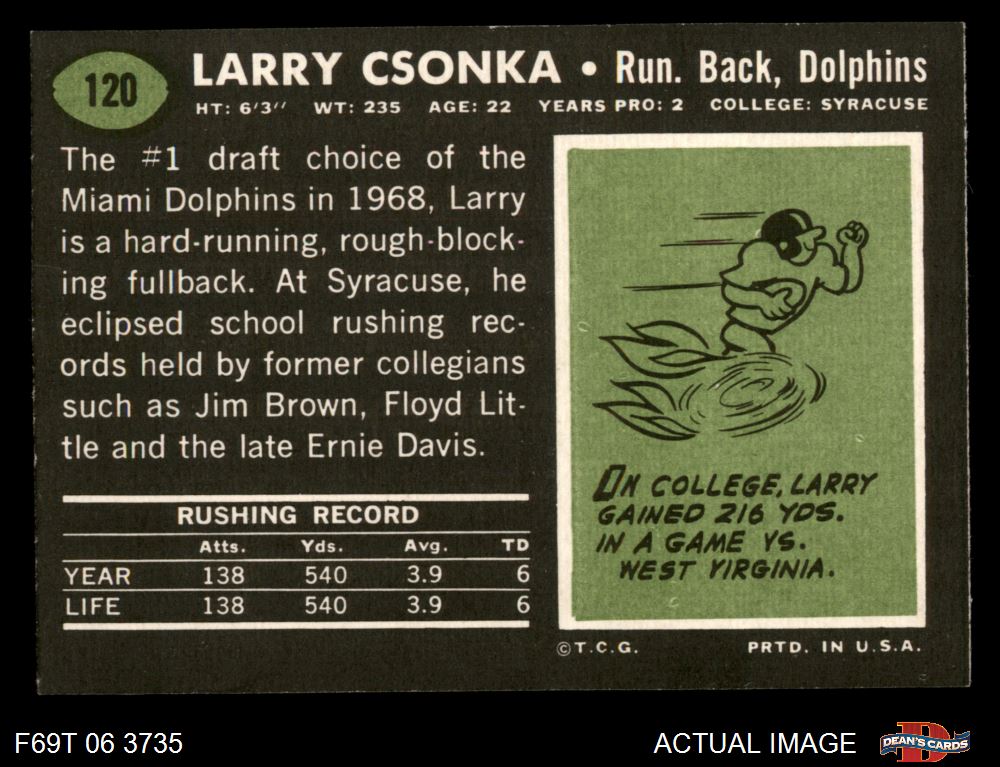 120
LARRY CSONKA • Run. Back, Dolphins
HT: 6'3" WT: 235 AGE: 22 YEARS PRO: 2 COLLEGE: SYRACUSE
The #1 draft choice of the
Miami Dolphins in 1968, Larry
is a hard-running, rough-block-
ing fullback. At Syracuse, he
eclipsed school rushing rec-
ords held by former collegians
such as Jim Brown, Floyd Lit-
tle and the late Ernie Davis.
RUSHING RECORD
Atts. Yds. Avg. TD
YEAR 138 540 3.9 6
LIFE 138 540 3.9 6
IN COLLEGE, LARRY
GAINED 216 YDS.
IN A GAME VS.
WEST VIRGINIA.
©T.C.G. PRTD. IN U.S.A.
F69T 06 3735
ACTUAL IMAGE
D
DEAN'S CARDS